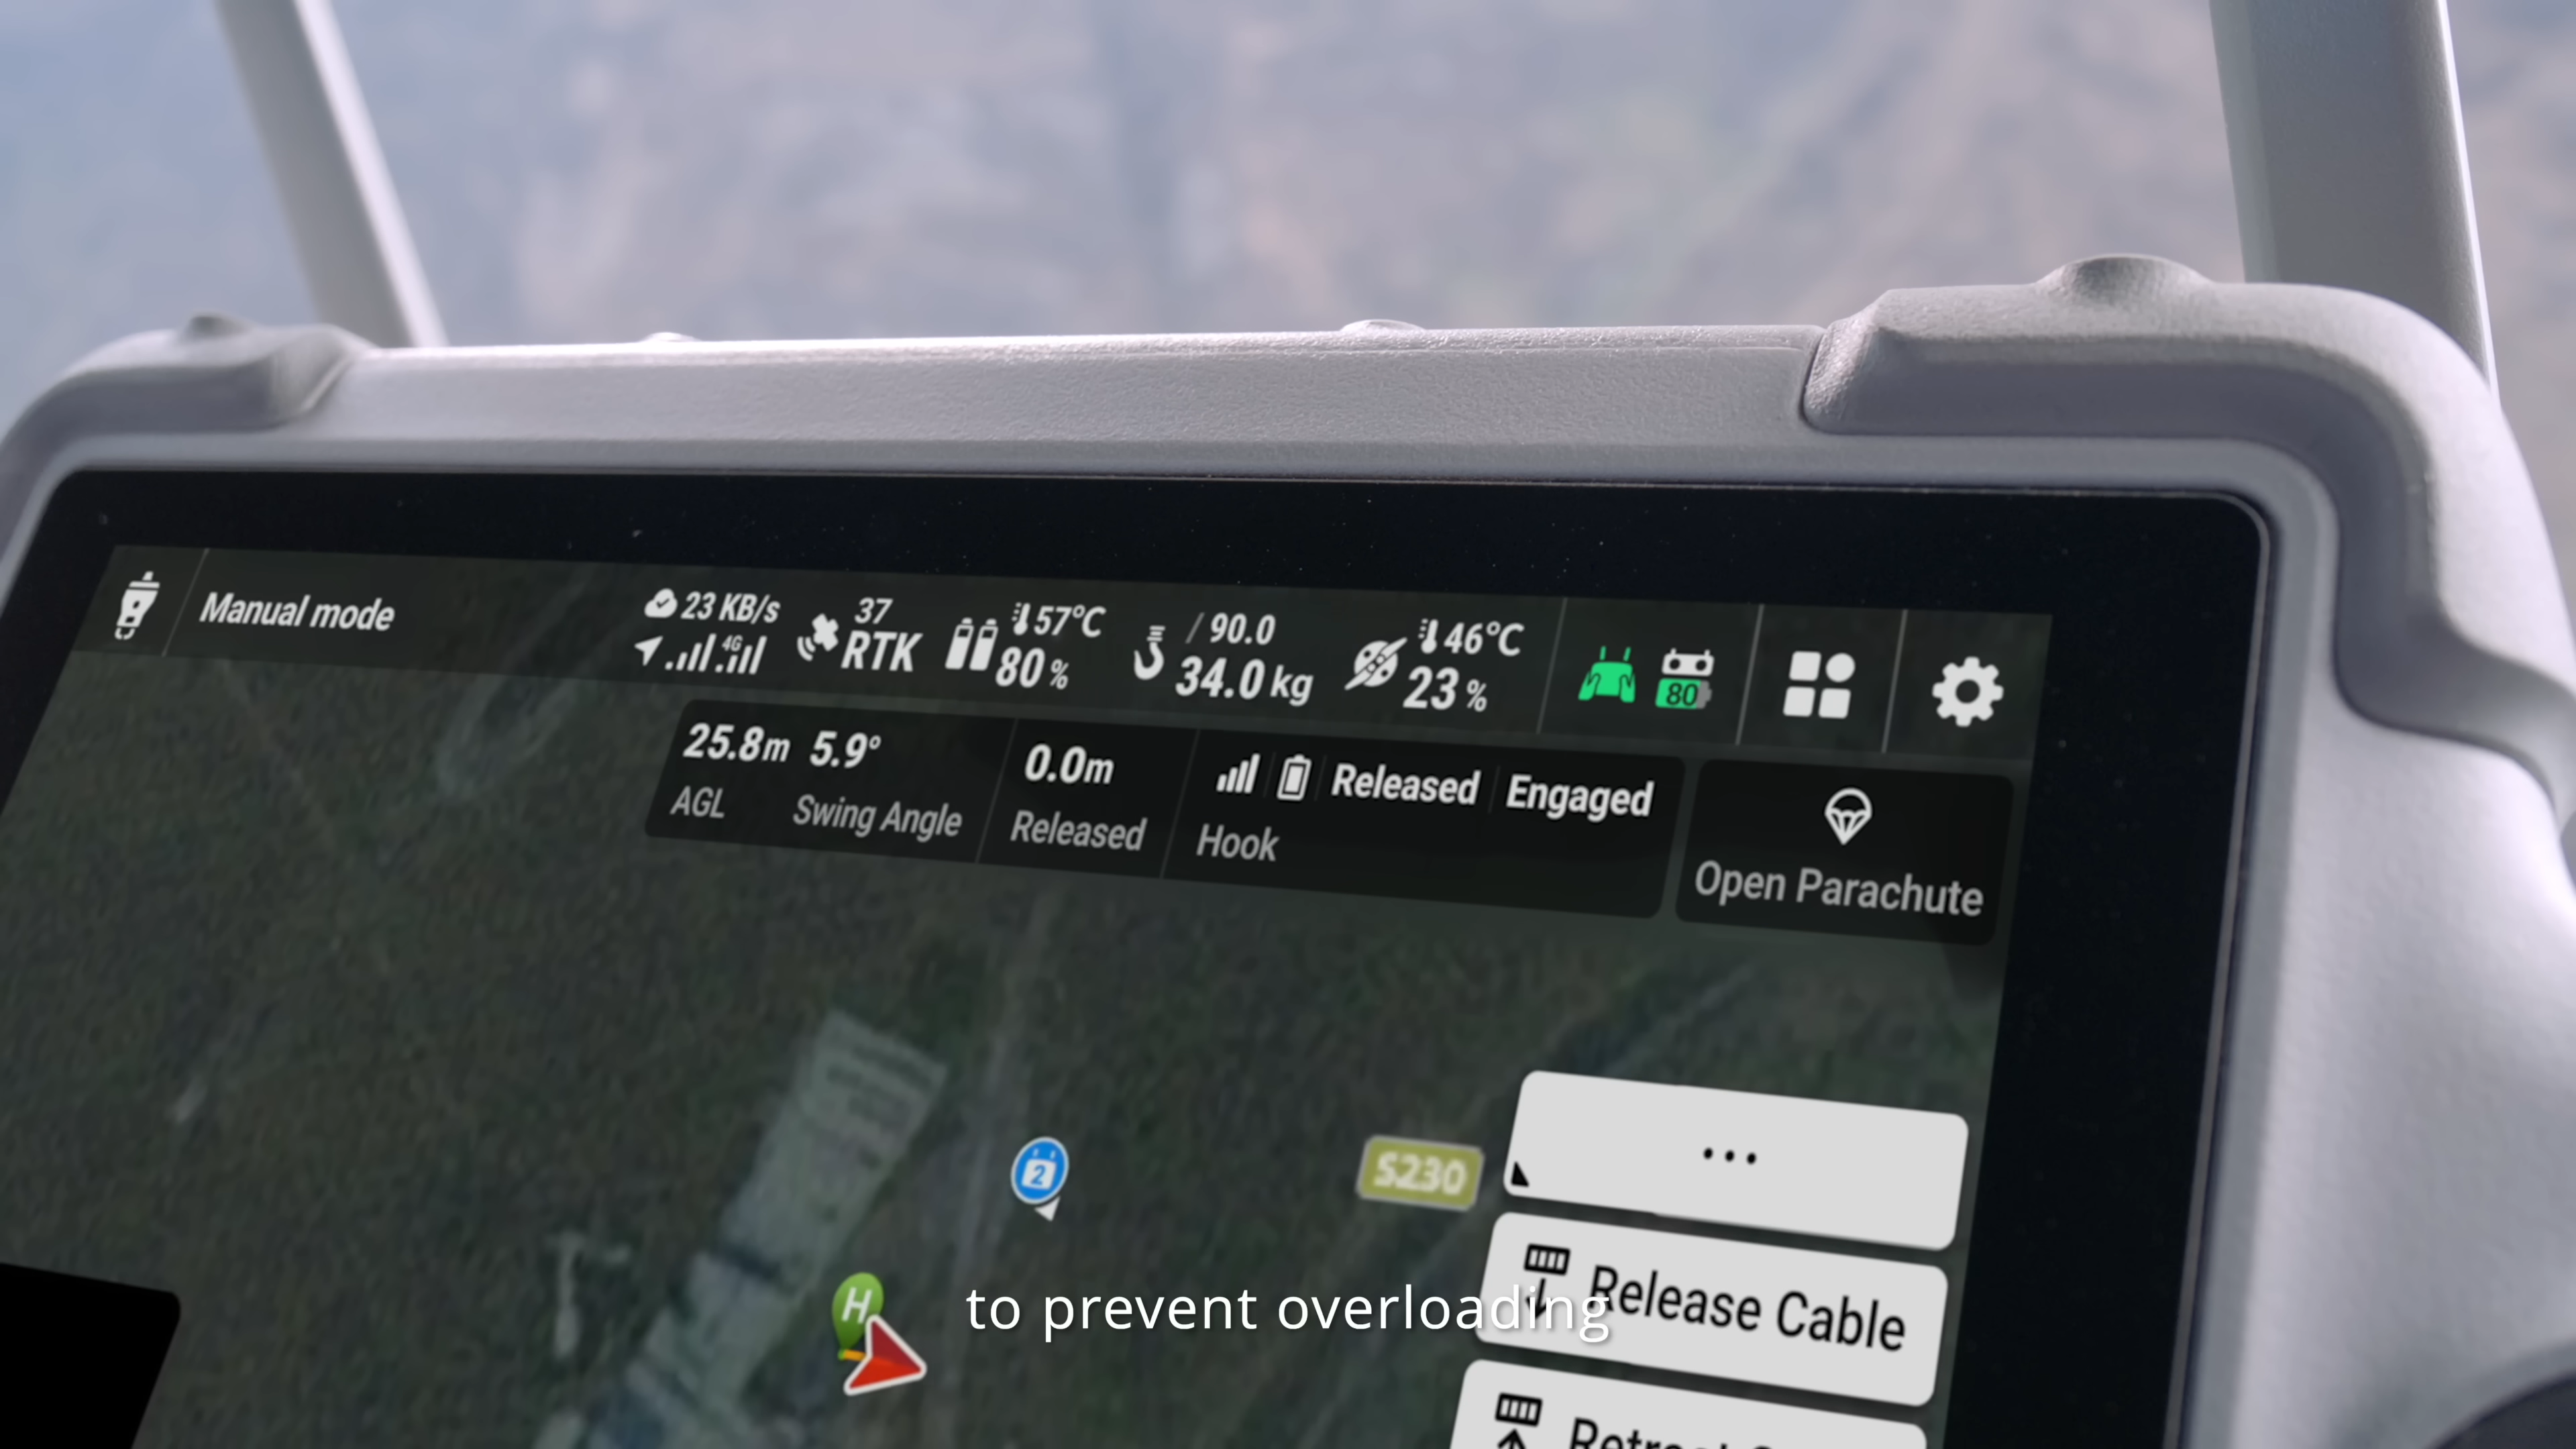 Manual mode
23 KB/s
4G
37
RTK
57°C
80 %
/ 90.0
34.0 kg
46°C
23 %
80
25.8m 5.9°
AGL Swing Angle
0.0m
Released
Released Engaged
Hook
Open Parachute
2
S230
...
H
to prevent overloading
Release Cable